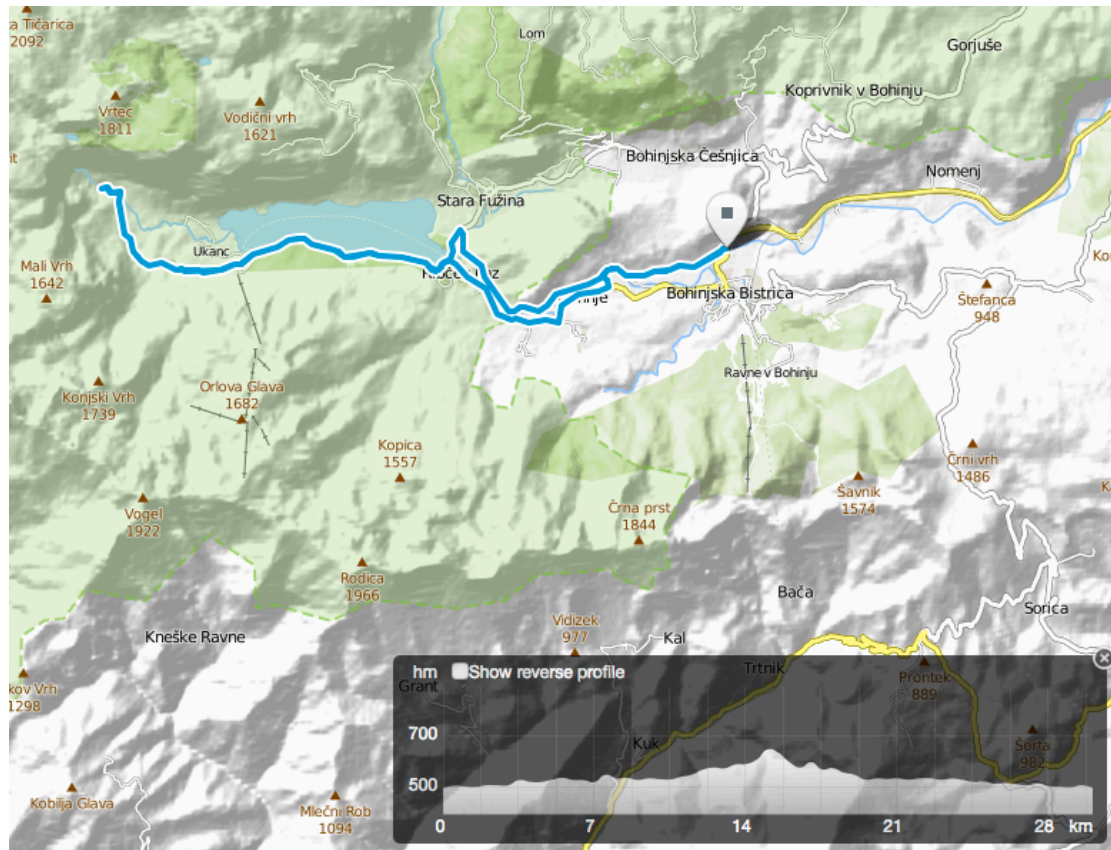 a Tičarica
2092
Lom
Gorjuše
Vrtec
1811
Vodični vrh
1621
Koprivnik v Bohinju
it
Bohinjska Češnjica
Nomenj
Stara Fužina
Ukanc
Mali Vrh
1642
Bohinjska Bistrica
Štefanca
948
Konjski Vrh
1739
Orlova Glava
1682
Ravne v Bohinju
Kopica
1557
Črni vrh
1486
Šavnik
1574
Vogel
1922
Črna prst
1844
Rodica
1966
Bača
Sorica
Vidizek
977
Kneške Ravne
Kal
kov Vrh
1298
hm
Show reverse profile
Trtnik
Prontek
889
Grant
700
Kuk
Šorta
982
500
Kobilja Glava
Mlečni Rob
1094
0
7
14
21
28
km